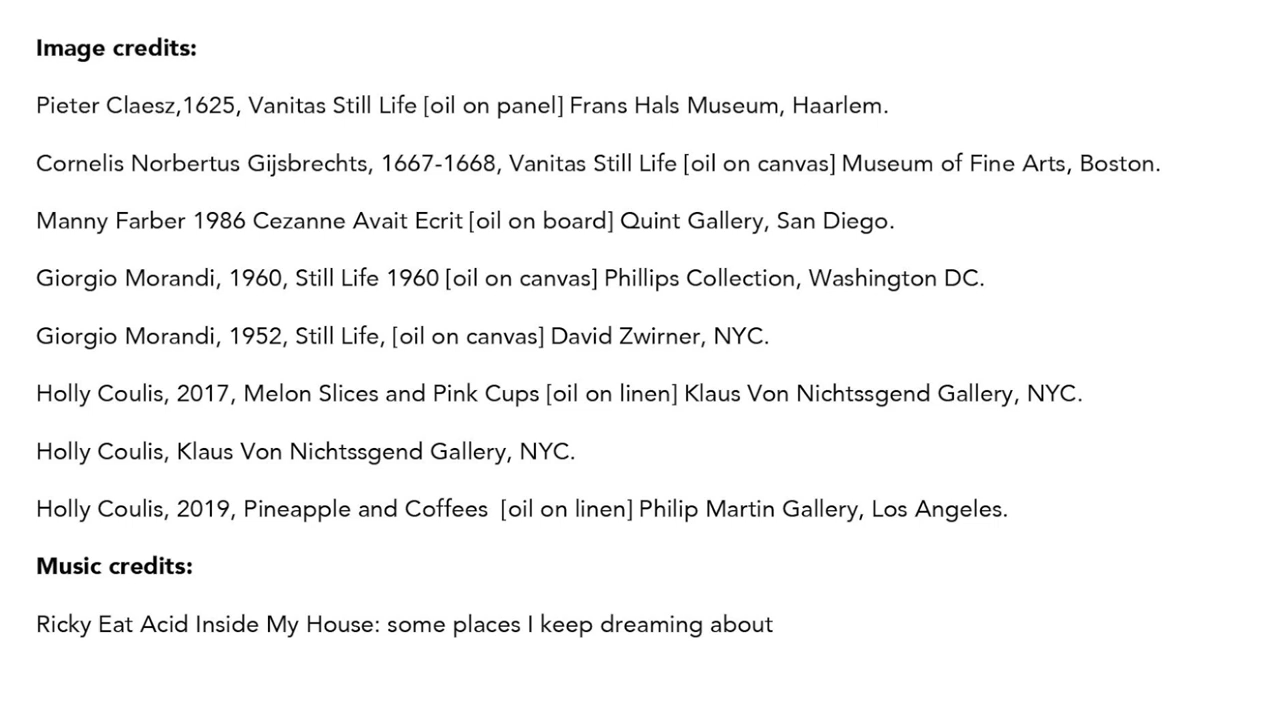 Image credits:
Pieter Claesz,1625, Vanitas Still Life [oil on panel] Frans Hals Museum, Haarlem.
Cornelis Norbertus Gijsbrechts, 1667-1668, Vanitas Still Life [oil on canvas] Museum of Fine Arts, Boston.
Manny Farber 1986 Cezanne Avait Ecrit [oil on board] Quint Gallery, San Diego.
Giorgio Morandi, 1960, Still Life 1960 [oil on canvas] Phillips Collection, Washington DC.
Giorgio Morandi, 1952, Still Life, [oil on canvas] David Zwirner, NYC.
Holly Coulis, 2017, Melon Slices and Pink Cups [oil on linen] Klaus Von Nichtssgend Gallery, NYC.
Holly Coulis, Klaus Von Nichtssgend Gallery, NYC.
Holly Coulis, 2019, Pineapple and Coffees  [oil on linen] Philip Martin Gallery, Los Angeles.
Music credits:
Ricky Eat Acid Inside My House: some places I keep dreaming about